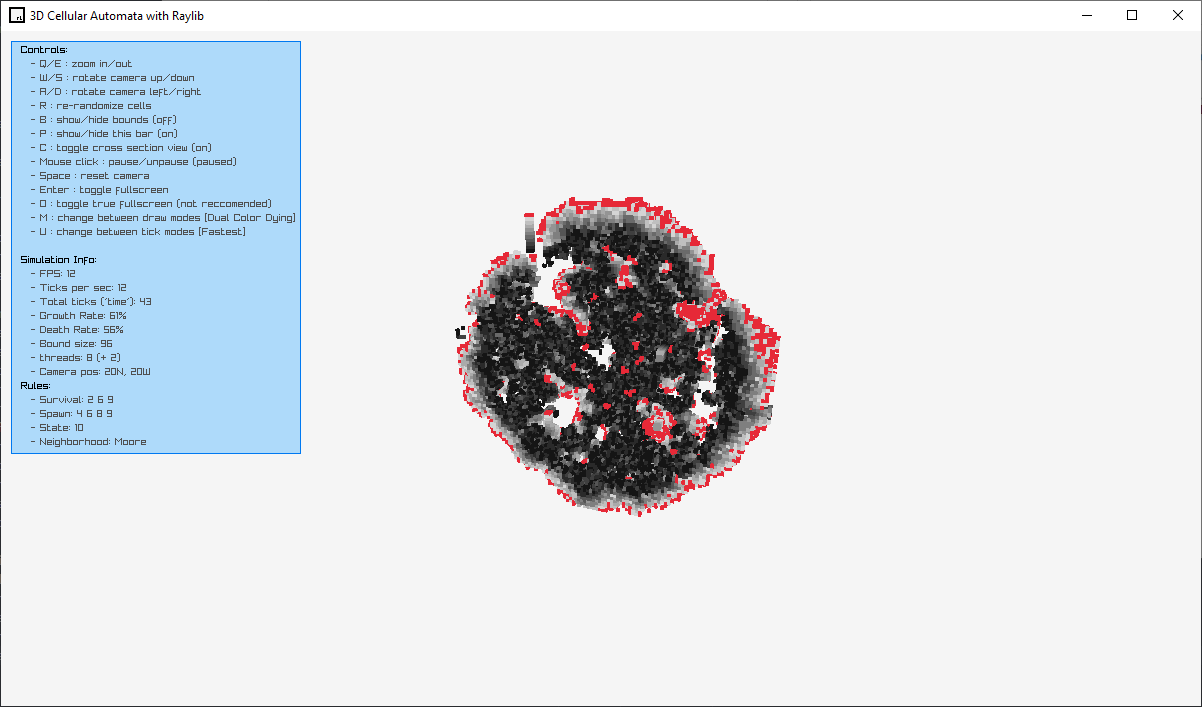 3D Cellular Automata with Raylib
Controls:
- Q/E : zoom in/out
- W/S : rotate camera up/down
- A/D : rotate camera left/right
- R : re-randomize cells
- B : show/hide bounds (off)
- P : show/hide this bar (on)
- C : toggle cross section view (on)
- Mouse click : pause/unpause (paused)
- Space : reset camera
- Enter : toggle fullscreen
- O : toggle true fullscreen (not reccomended)
- M : change between draw modes [Dual Color Dying]
- U : change between tick modes [Fastest]
Simulation Info:
- FPS: 12
- Ticks per sec: 12
- Total ticks ('time'): 43
- Growth Rate: 61%
- Death Rate: 56%
- Bound size: 96
- threads: 8 (+ 2)
- Camera pos: 20N, 20W
Rules:
- Survival: 2 6 9
- Spawn: 4 6 8 9
- State: 10
- Neighborhood: Moore